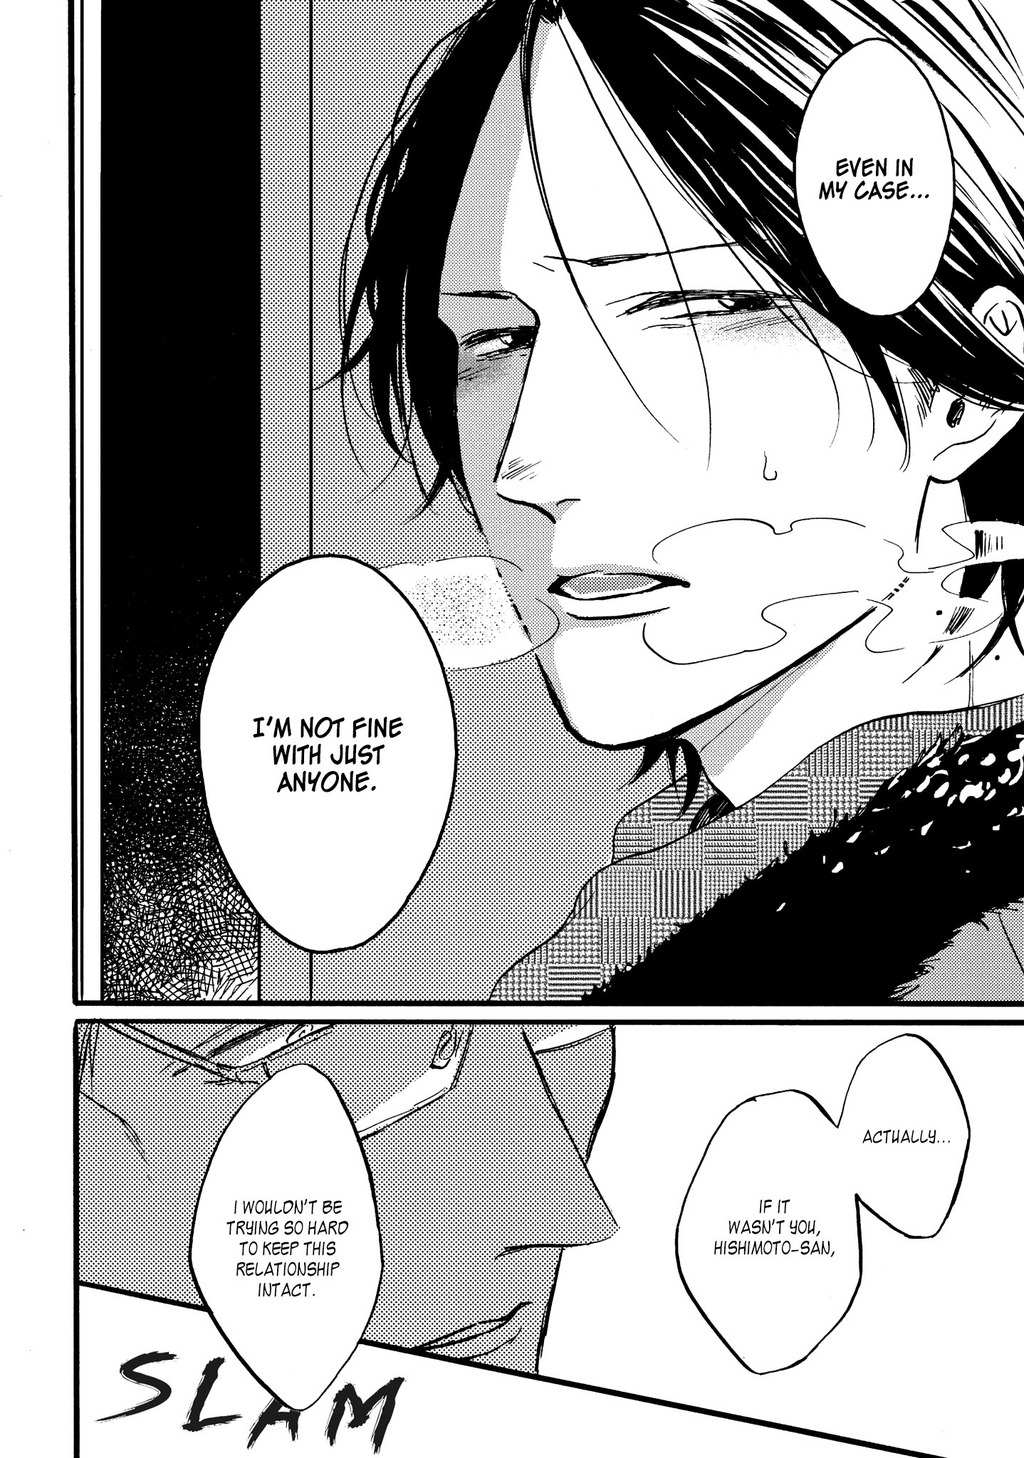 EVEN IN
MY CASE...
I'M NOT FINE
WITH JUST
ANYONE.
ACTUALLY...
IF IT
WASN'T YOU,
HISHIMOTO-SAN,
I WOULDN'T BE
TRYING SO HARD
TO KEEP THIS
RELATIONSHIP
INTACT.
SLAM